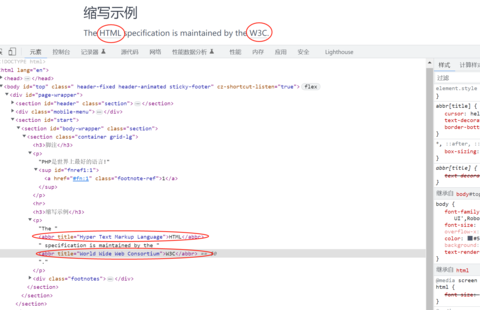 缩写示例
The HTML specification is maintained by the W3C.
元素 控制台 记录器 源代码 网络 性能数据分析 性能 内存 应用 安全 Lighthouse
<!DOCTYPE html>
<html lang="en">
<head>…</head>
<body id="top" class=" header-fixed header-animated sticky-footer" cz-shortcut-listen="true"> flex
<div id="page-wrapper">
<section id="header" class="section">…</section>
<div class="mobile-menu">…</div>
<section id="start">
<section id="body-wrapper" class="section">
<section class="container grid-lg">
<h3>脚注</h3>
<p>
"PHP是世界上最好的语言!"
<sup id="fnref1:1">
<a href="#fn:1" class="footnote-ref">1</a>
</sup>
</p>
<hr>
<h3>缩写示例</h3>
<p>
"The "
<abbr title="Hyper Text Markup Language">HTML</abbr>
" specification is maintained by the "
<abbr title="World Wide Web Consortium">W3C</abbr>
"."
</p>
<div class="footnotes">…</div>
</section>
</section>
</section>
样式 计算样
过滤
element.style
}
abbr[title] {
cursor: hel
text-decora
border-bott
}
*, ::after, ::
box-sizing:
}
abbr[title] {
text-decora
}
继承自 body#top
body {
font-family
UI',Robo
font-size:
overflow-x:
color: #5
background:
text-render
}
继承自 html
@media screen
html {
font-size:
}